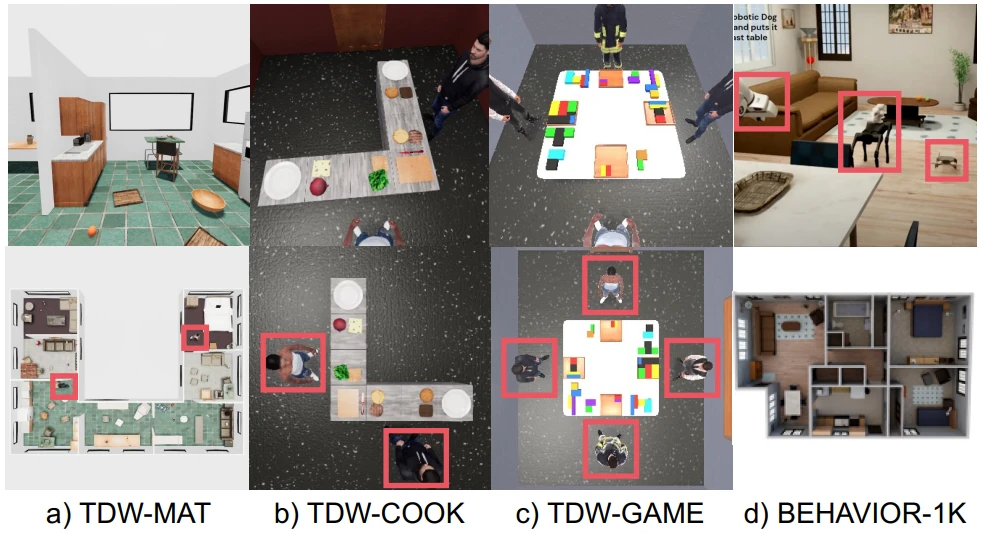 obotic Dog
and puts it
ast table
a) TDW-MAT
b) TDW-COOK
c) TDW-GAME
d) BEHAVIOR-1K